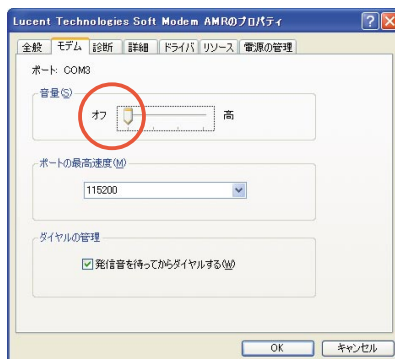 Lucent Technologies Soft Modem AMRのプロパティ
全般 モデム 診断 詳細 ドライバ リソース 電源の管理
ポート: COM3
音量(S)
オフ 高
ポートの最高速度(M)
115200
ダイヤルの管理
発信音を待ってからダイヤルする(W)
OK キャンセル